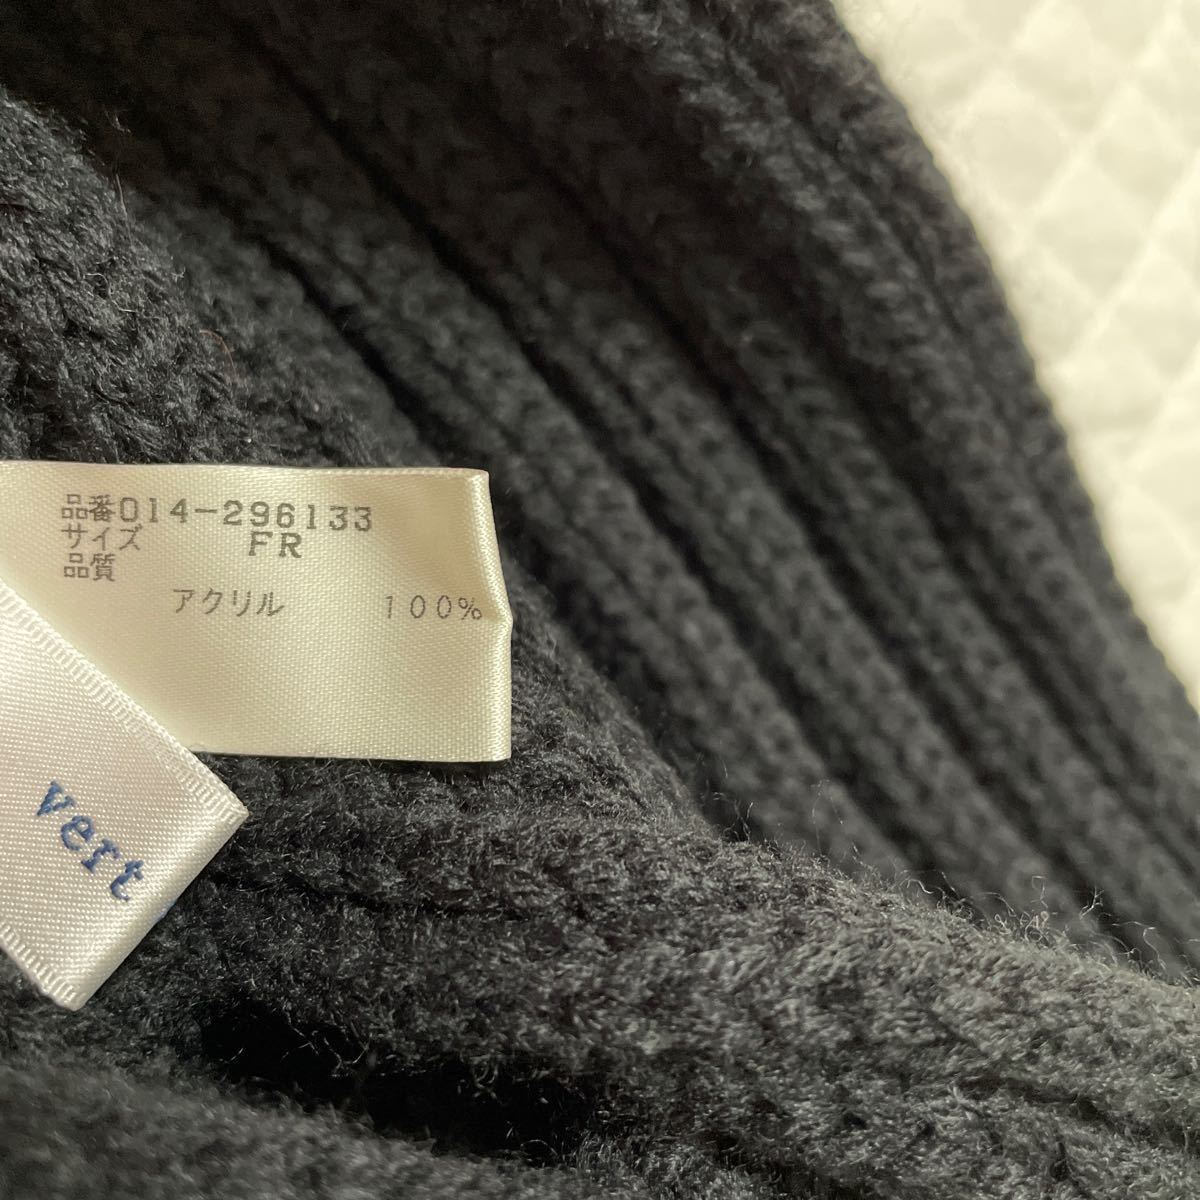 品番014-296133
サイズ FR
品質
アクリル 100%
vert